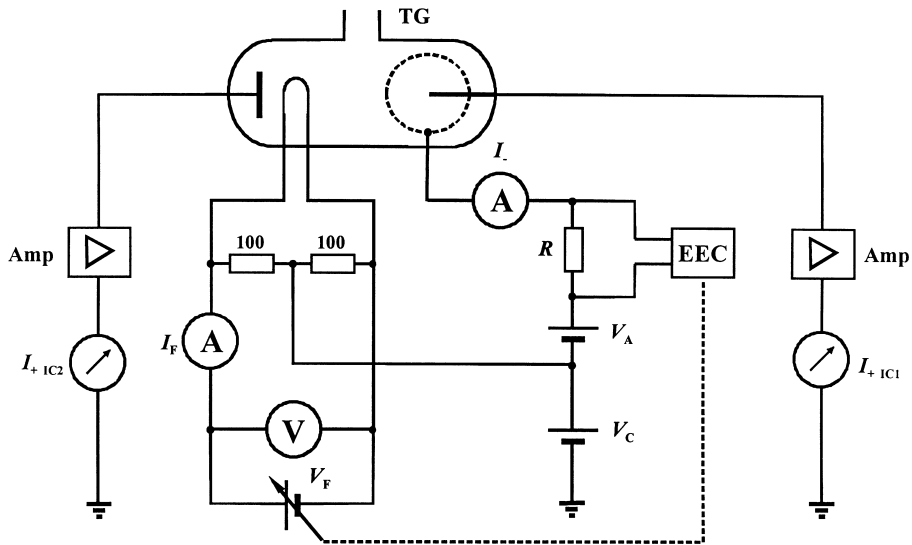 TG
I-
A
100 100
R
EEC
Amp
Amp
IF
A
VA
I+ IC2
I+ IC1
V
VC
VF